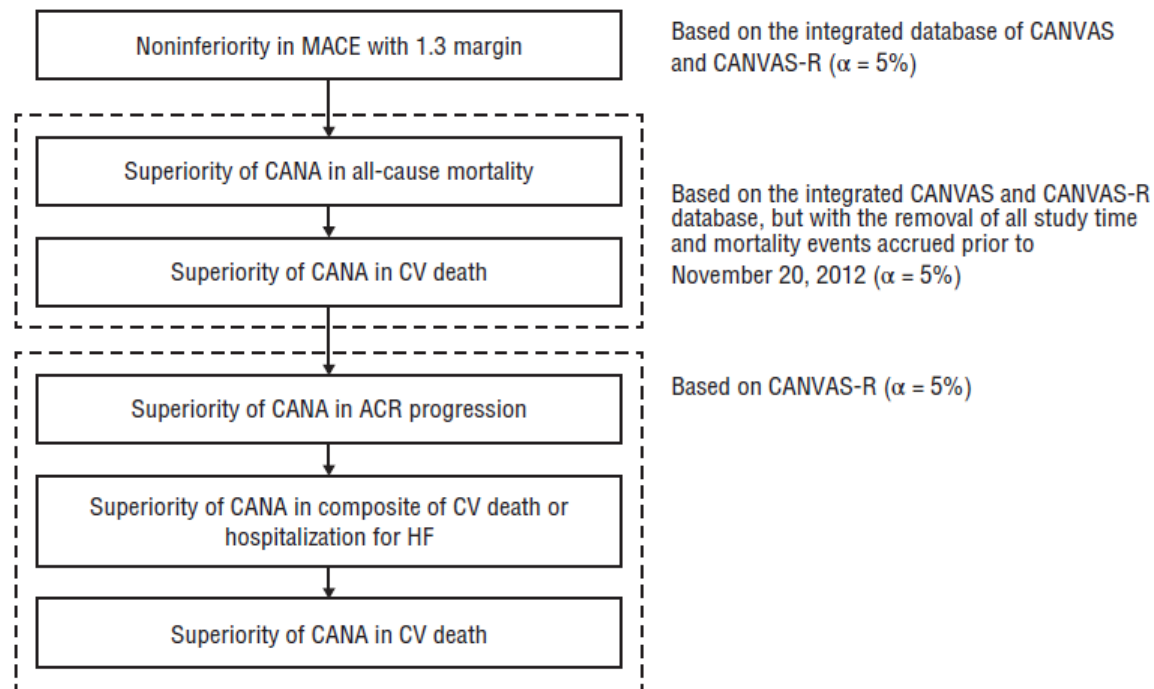 Noninferiority in MACE with 1.3 margin
Based on the integrated database of CANVAS
and CANVAS-R (α = 5%)
Superiority of CANA in all-cause mortality
Superiority of CANA in CV death
Based on the integrated CANVAS and CANVAS-R
database, but with the removal of all study time
and mortality events accrued prior to
November 20, 2012 (α = 5%)
Superiority of CANA in ACR progression
Based on CANVAS-R (α = 5%)
Superiority of CANA in composite of CV death or
hospitalization for HF
Superiority of CANA in CV death